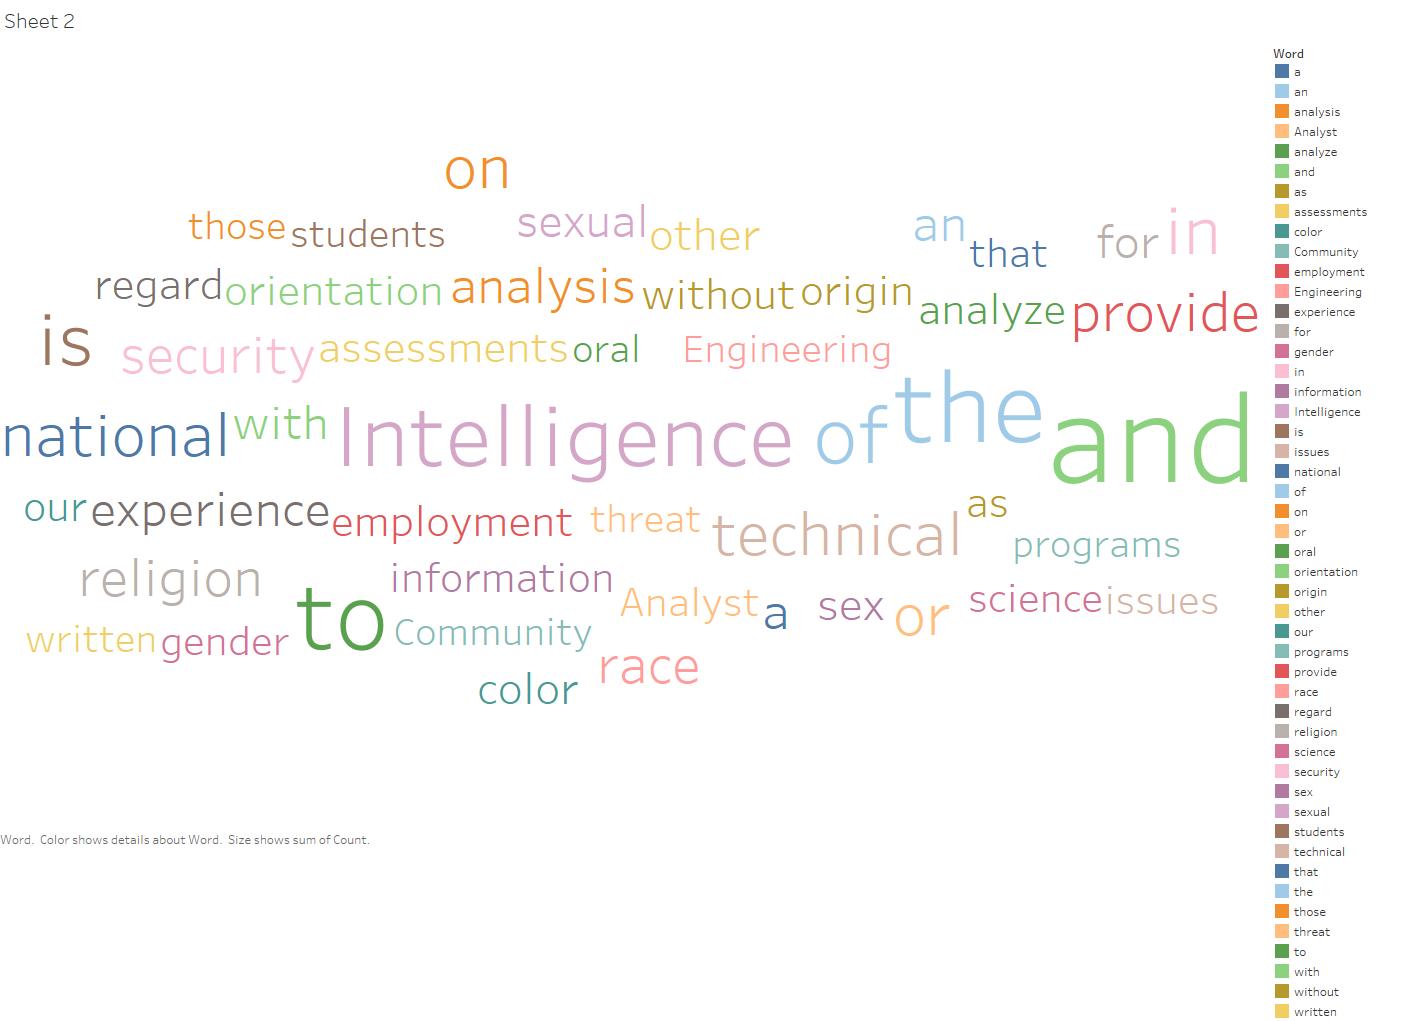 Sheet 2
on
those students sexual other an that for in
regard orientation analysis without origin analyze provide
is security assessments oral Engineering
national with Intelligence of the and
our experience employment threat technical as programs
religion information Analyst a sex or science issues
written gender to Community
race
color
Word. Color shows details about Word. Size shows sum of Count.
Word
a
an
analysis
Analyst
analyze
and
as
assessments
color
Community
employment
Engineering
experience
for
gender
in
information
Intelligence
is
issues
national
of
on
or
oral
orientation
origin
other
our
programs
provide
race
regard
religion
science
security
sex
sexual
students
technical
that
the
those
threat
to
with
without
written